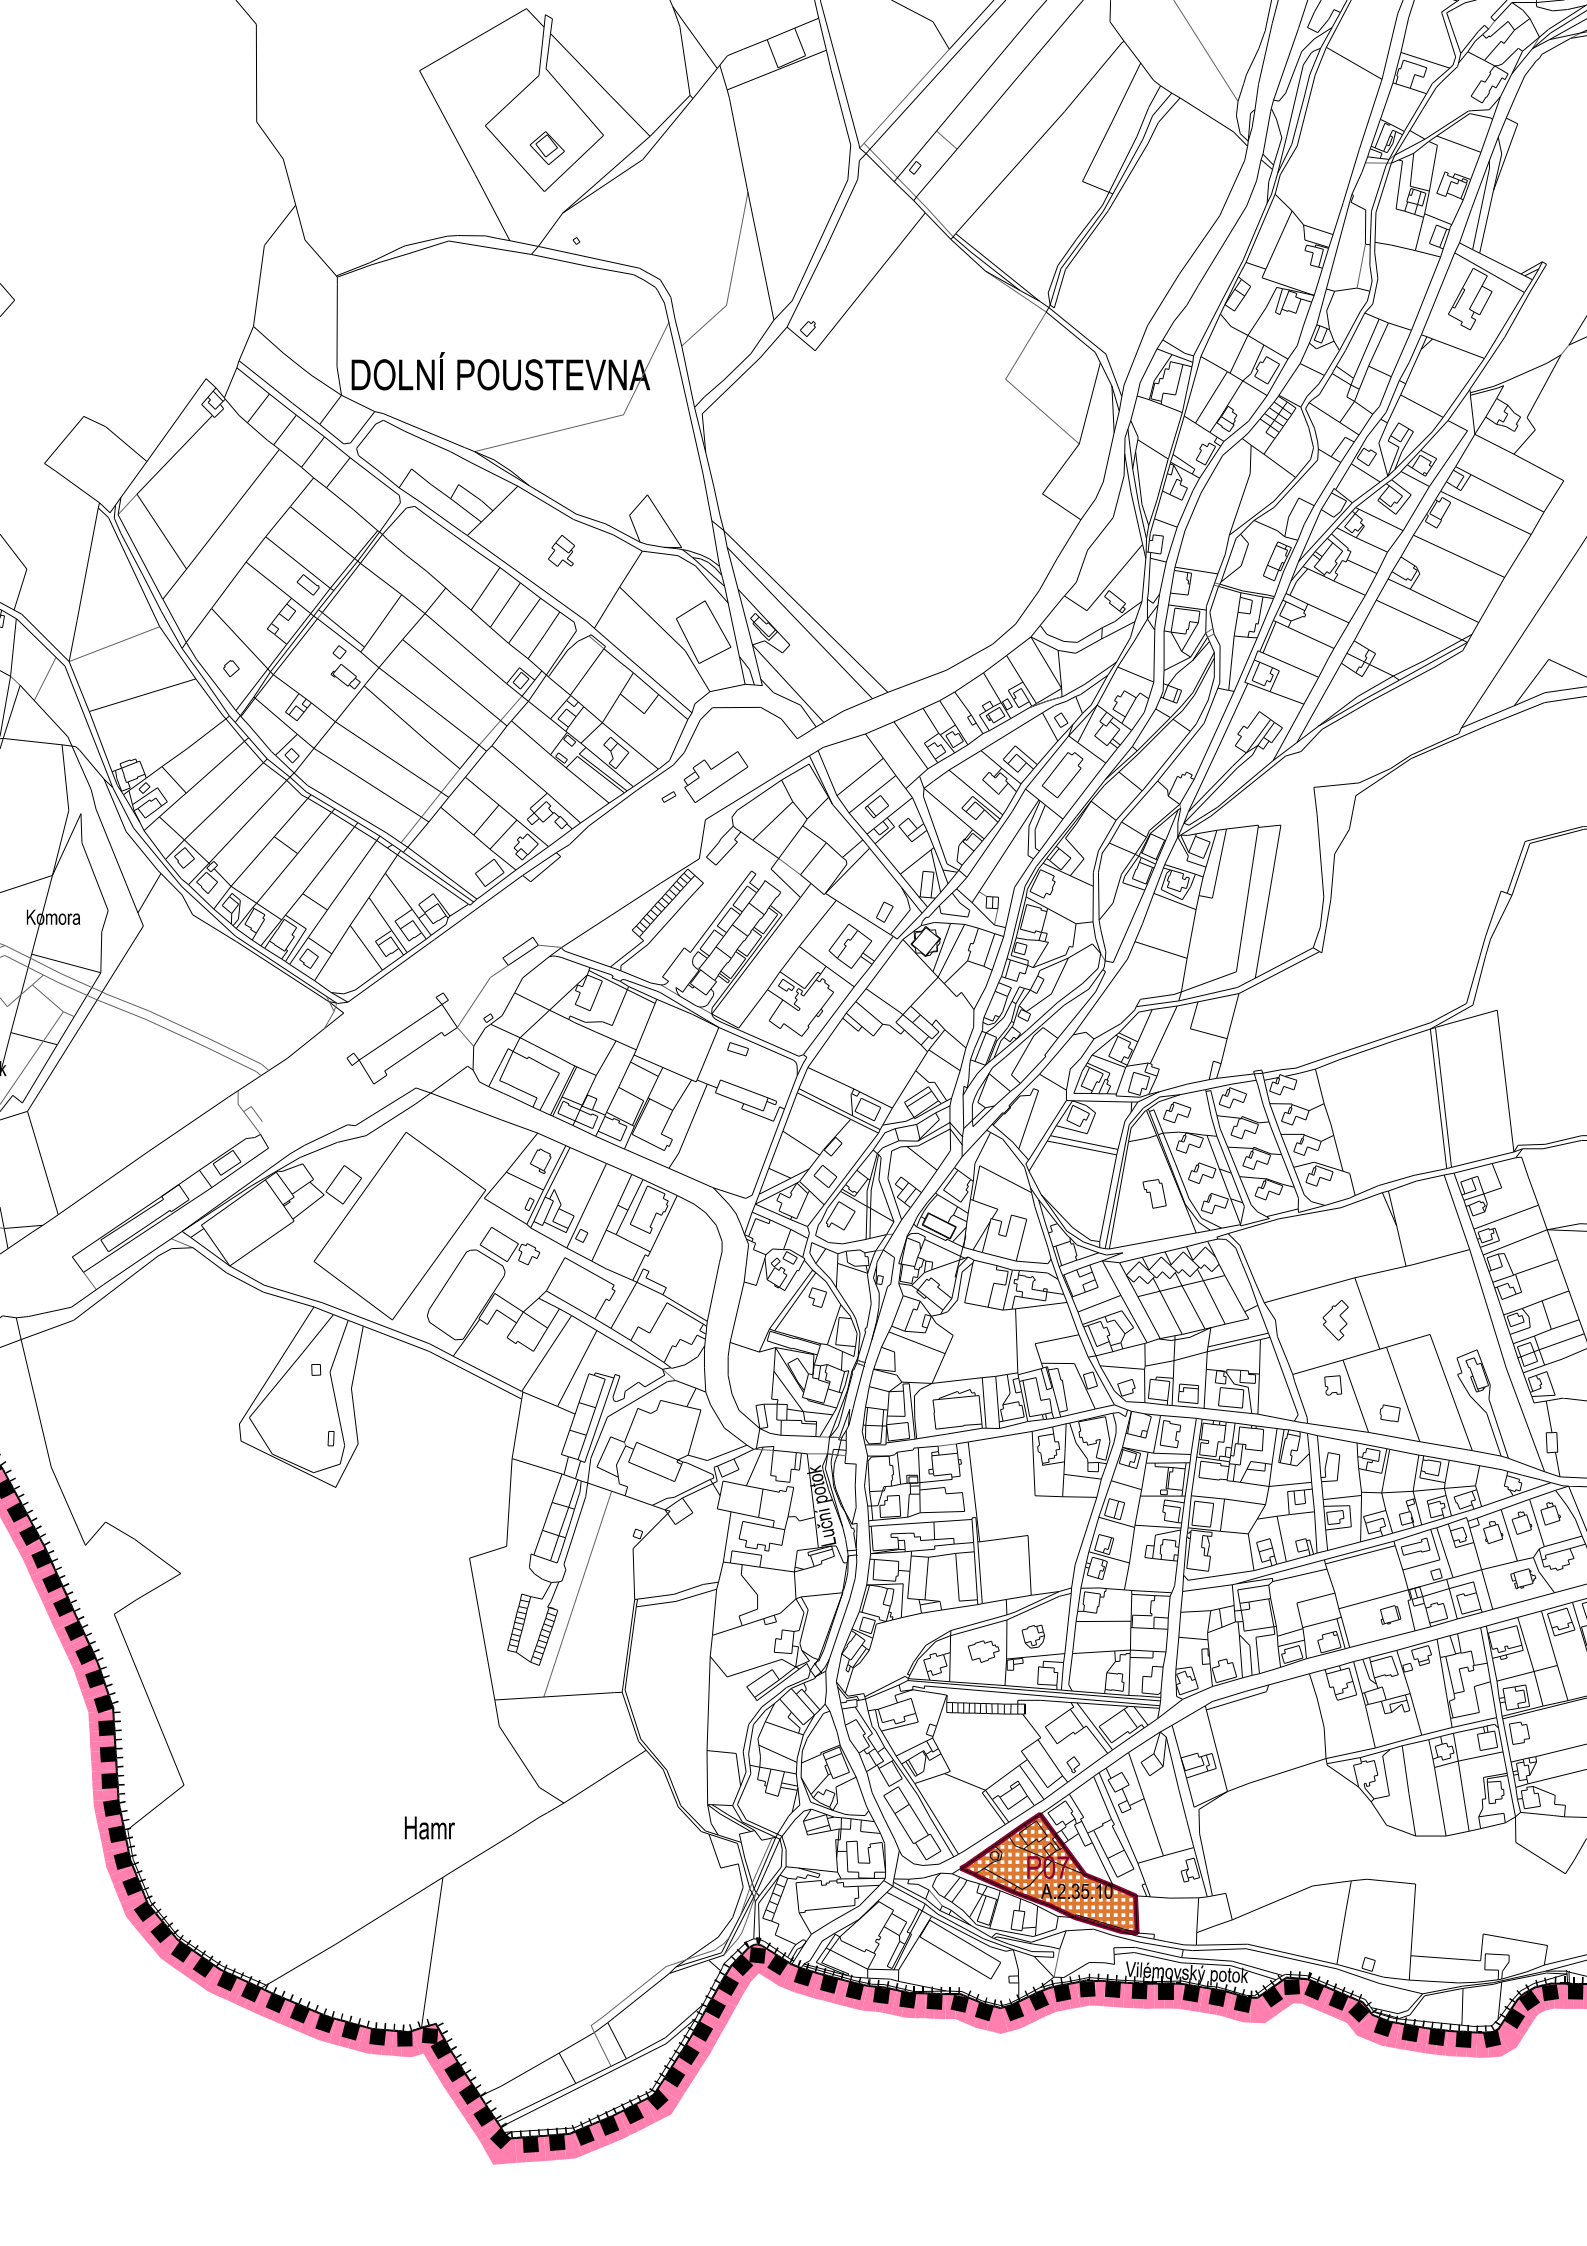 DOLNÍ POUSTEVNA
Komora
k
Luční potok
Hamr
P07
A.2.35.10
Vilémovský potok